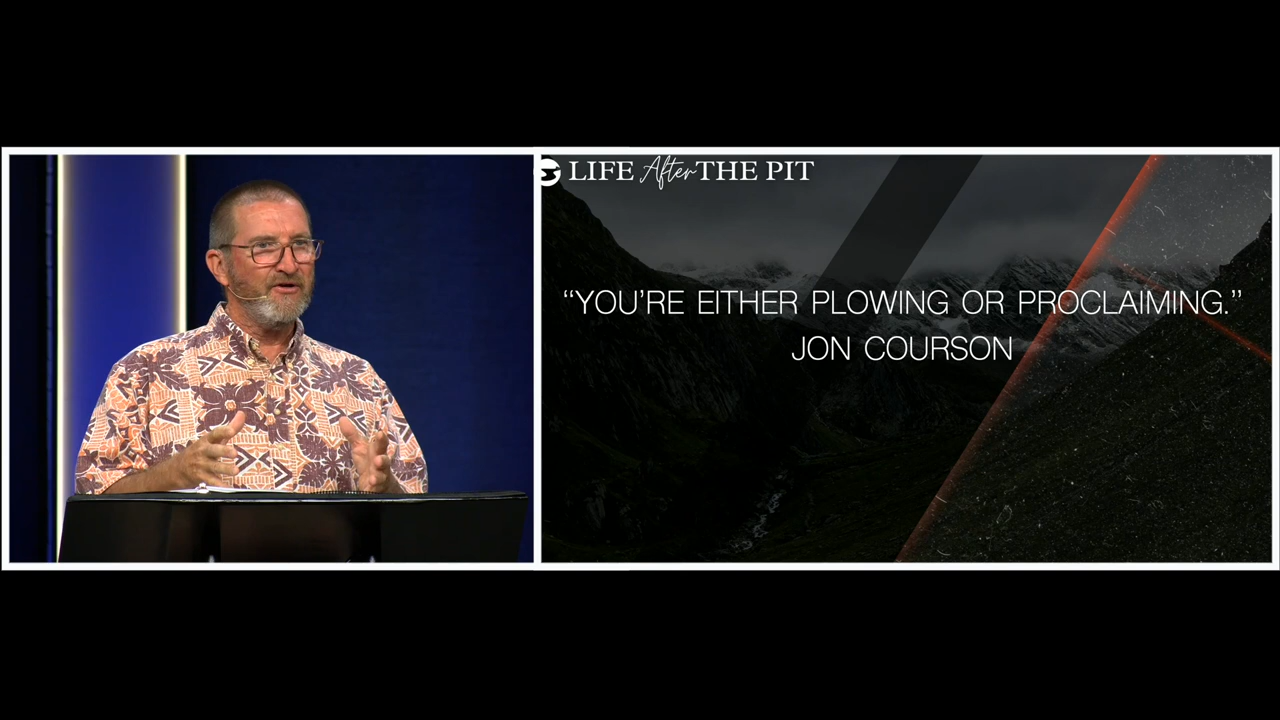 LIFE After THE PIT
“YOU’RE EITHER PLOWING OR PROCLAIMING.”
JON COURSON